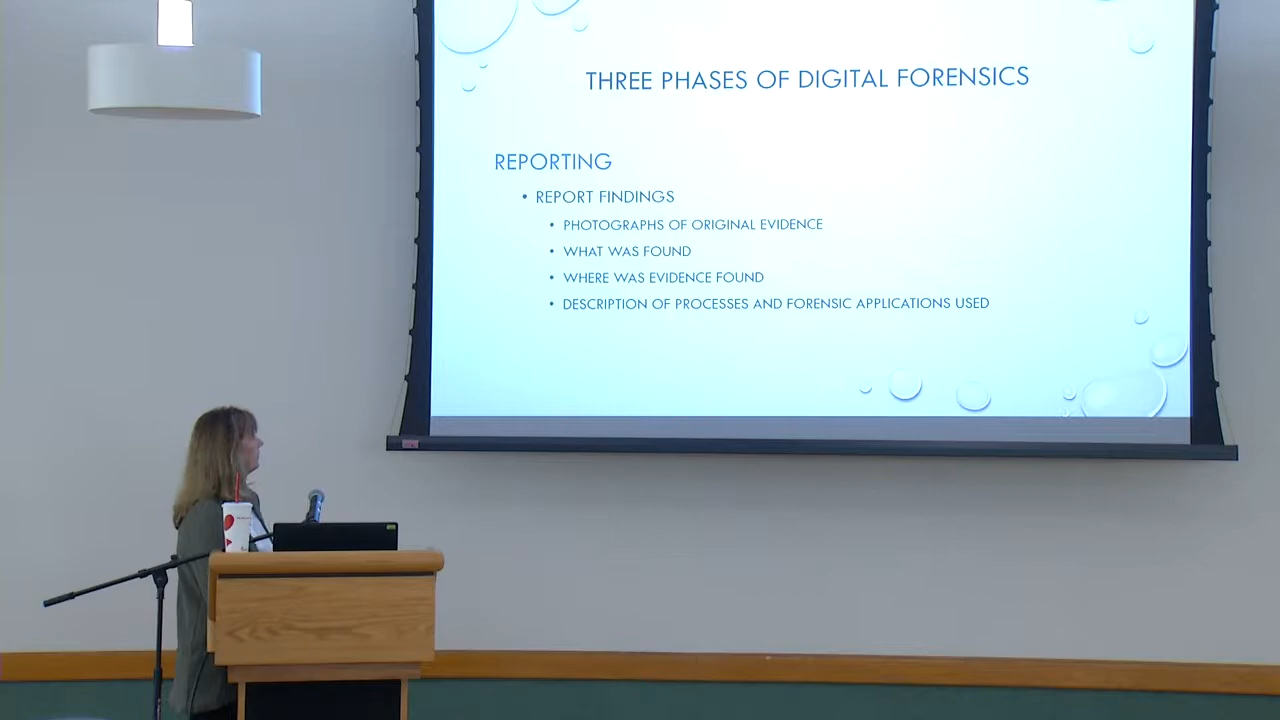 THREE PHASES OF DIGITAL FORENSICS
REPORTING
• REPORT FINDINGS
• PHOTOGRAPHS OF ORIGINAL EVIDENCE
• WHAT WAS FOUND
• WHERE WAS EVIDENCE FOUND
• DESCRIPTION OF PROCESSES AND FORENSIC APPLICATIONS USED